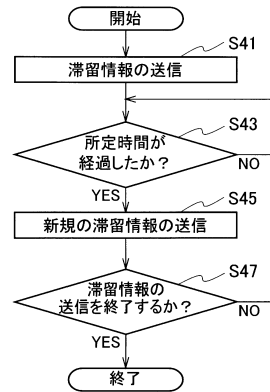 開始
S41
滞留情報の送信
S43
所定時間が
経過したか？
NO
YES
S45
新規の滞留情報の送信
S47
滞留情報の
送信を終了するか？
NO
YES
終了